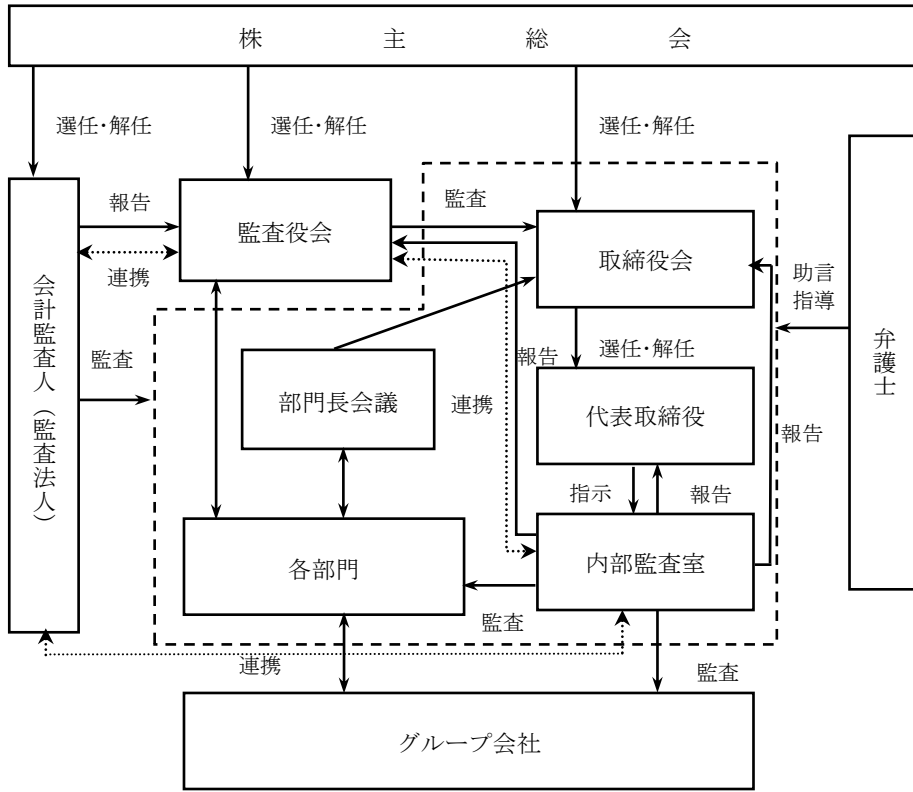 株主総会
選任・解任
選任・解任
選任・解任
報告
監査役会
監査
取締役会
助言
指導
連携
会計監査人（監査法人）
監査
弁護士
選任・解任
報告
部門長会議
連携
代表取締役
報告
指示
報告
各部門
内部監査室
監査
連携
監査
グループ会社